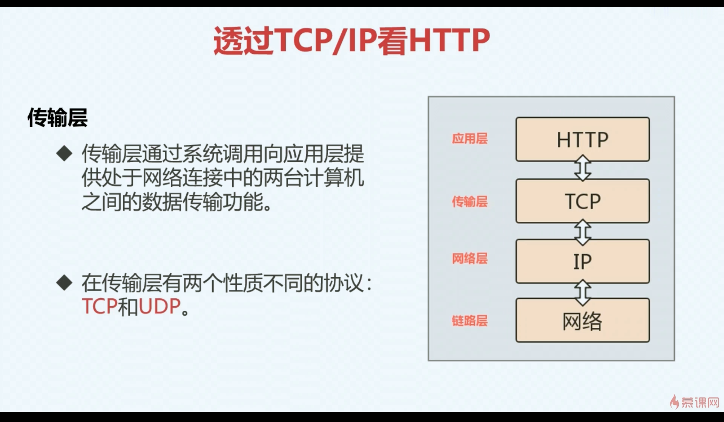 透过TCP/IP看HTTP
传输层
◆ 传输层通过系统调用向应用层提
供处于网络连接中的两台计算机
之间的数据传输功能。
◆ 在传输层有两个性质不同的协议：
TCP和UDP。
应用层 HTTP
传输层 TCP
网络层 IP
链路层 网络
慕课网